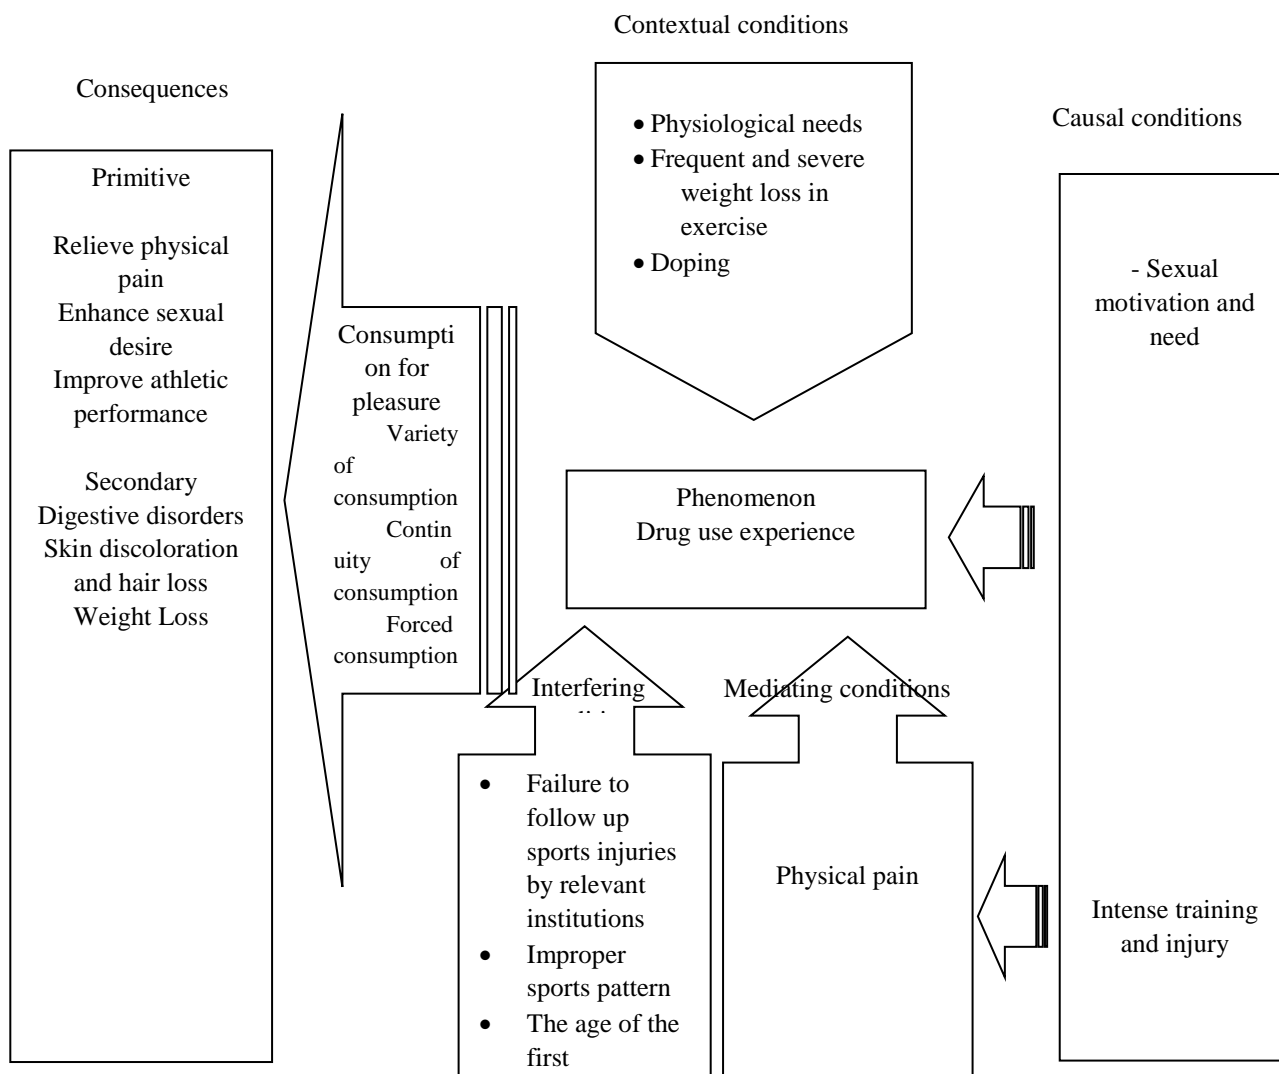 Contextual conditions
Consequences
Causal conditions
• Physiological needs
• Frequent and severe
weight loss in
exercise
• Doping
Primitive
Relieve physical
pain
Enhance sexual
desire
Improve athletic
performance
Secondary
Digestive disorders
Skin discoloration
and hair loss
Weight Loss
Consumpti
on for
pleasure
Variety
of
consumption
Contin
uity of
consumption
Forced
consumption
Phenomenon
Drug use experience
- Sexual
motivation and
need
Intense training
and injury
Interfering
Mediating conditions
• Failure to
follow up
sports injuries
by relevant
institutions
• Improper
sports pattern
• The age of the
first
Physical pain